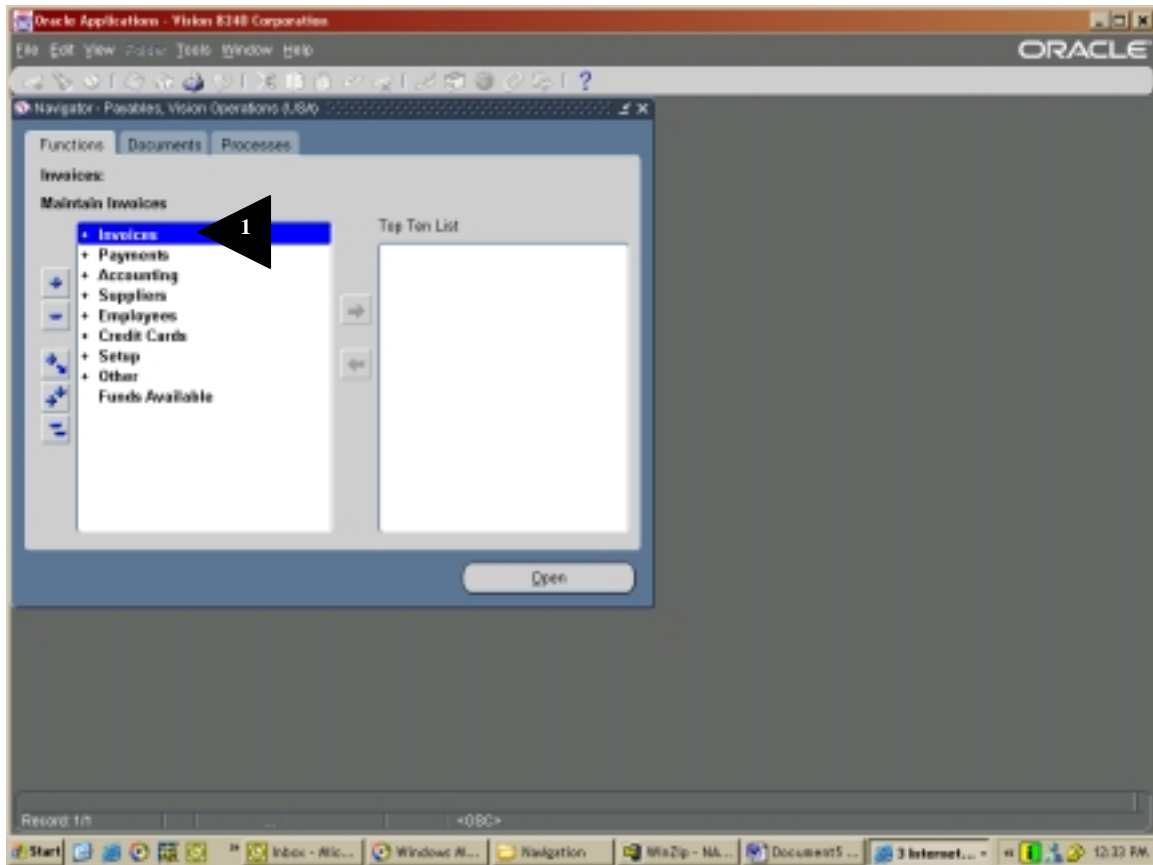 Oracle Applications - Vision 8240 Corporation
File Edit View Folder Tools Window Help
ORACLE
?
Navigator - Payables, Vision Operations (USA)
Functions Documents Processes
Invoices:
Maintain Invoices
1
Top Ten List
+ Invoices
+ Payments
+ Accounting
+ Suppliers
+ Employees
+ Credit Cards
+ Setup
+ Other
Funds Available
Open
Record: 1/1 ... <OSC>
Start Inbox - Mic... Windows M... Navigation WinZip - NA... Document5 ... 3 Internet... 12:33 PM